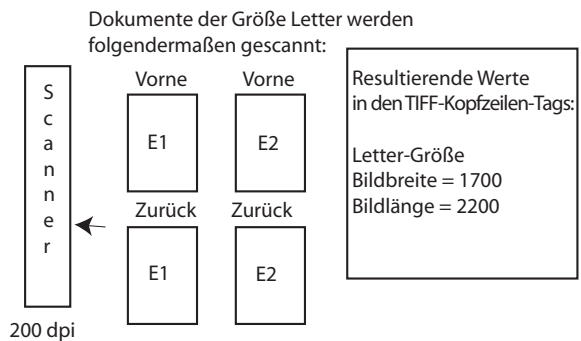 Dokumente der Größe Letter werden
folgendermaßen gescannt:
Scanner
200 dpi
Vorne Vorne
E1 E2
Zurück Zurück
E1 E2
Resultierende Werte
in den TIFF-Kopfzeilen-Tags:
Letter-Größe
Bildbreite = 1700
Bildlänge = 2200